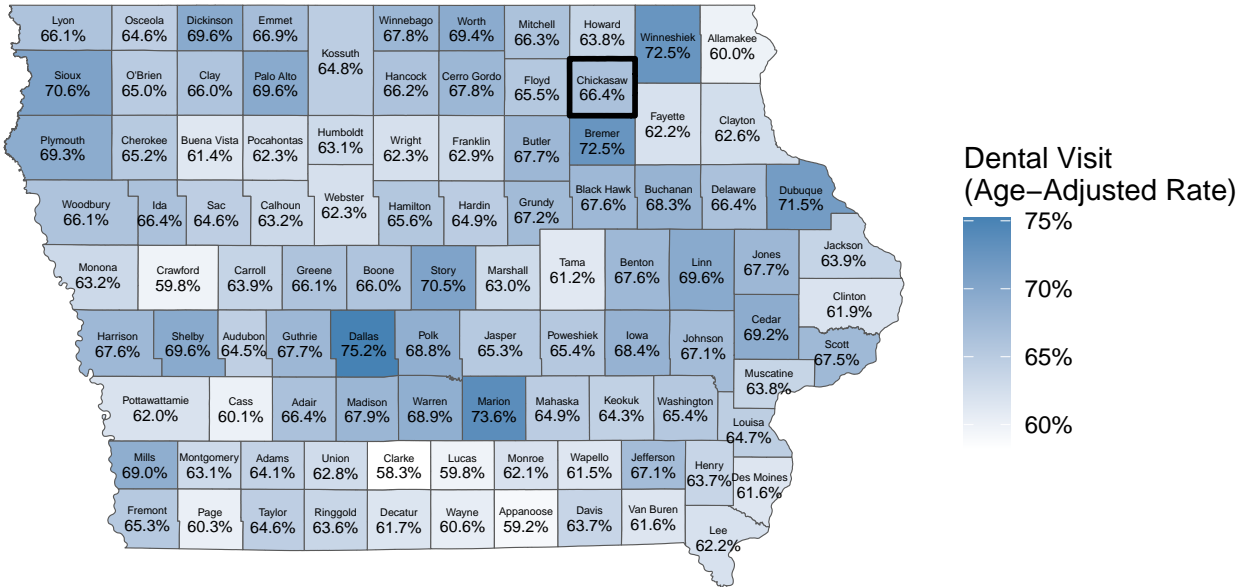 Lyon
66.1%
Osceola
64.6%
Dickinson
69.6%
Emmet
66.9%
Kossuth
64.8%
Winnebago
67.8%
Worth
69.4%
Mitchell
66.3%
Howard
63.8%
Winneshiek
72.5%
Allamakee
60.0%
Sioux
70.6%
O'Brien
65.0%
Clay
66.0%
Palo Alto
69.6%
Hancock
66.2%
Cerro Gordo
67.8%
Floyd
65.5%
Chickasaw
66.4%
Fayette
62.2%
Clayton
62.6%
Plymouth
69.3%
Cherokee
65.2%
Buena Vista
61.4%
Pocahontas
62.3%
Humboldt
63.1%
Wright
62.3%
Franklin
62.9%
Butler
67.7%
Bremer
72.5%
Woodbury
66.1%
Ida
66.4%
Sac
64.6%
Calhoun
63.2%
Webster
62.3%
Hamilton
65.6%
Hardin
64.9%
Grundy
67.2%
Black Hawk
67.6%
Buchanan
68.3%
Delaware
66.4%
Dubuque
71.5%
Monona
63.2%
Crawford
59.8%
Carroll
63.9%
Greene
66.1%
Boone
66.0%
Story
70.5%
Marshall
63.0%
Tama
61.2%
Benton
67.6%
Linn
69.6%
Jones
67.7%
Jackson
63.9%
Clinton
61.9%
Harrison
67.6%
Shelby
69.6%
Audubon
64.5%
Guthrie
67.7%
Dallas
75.2%
Polk
68.8%
Jasper
65.3%
Poweshiek
65.4%
Iowa
68.4%
Johnson
67.1%
Cedar
69.2%
Scott
67.5%
Muscatine
63.8%
Pottawattamie
62.0%
Cass
60.1%
Adair
66.4%
Madison
67.9%
Warren
68.9%
Marion
73.6%
Mahaska
64.9%
Keokuk
64.3%
Washington
65.4%
Louisa
64.7%
Mills
69.0%
Montgomery
63.1%
Adams
64.1%
Union
62.8%
Clarke
58.3%
Lucas
59.8%
Monroe
62.1%
Wapello
61.5%
Jefferson
67.1%
Henry
63.7%
Des Moines
61.6%
Fremont
65.3%
Page
60.3%
Taylor
64.6%
Ringgold
63.6%
Decatur
61.7%
Wayne
60.6%
Appanoose
59.2%
Davis
63.7%
Van Buren
61.6%
Lee
62.2%
Dental Visit
(Age−Adjusted Rate)
75%
70%
65%
60%